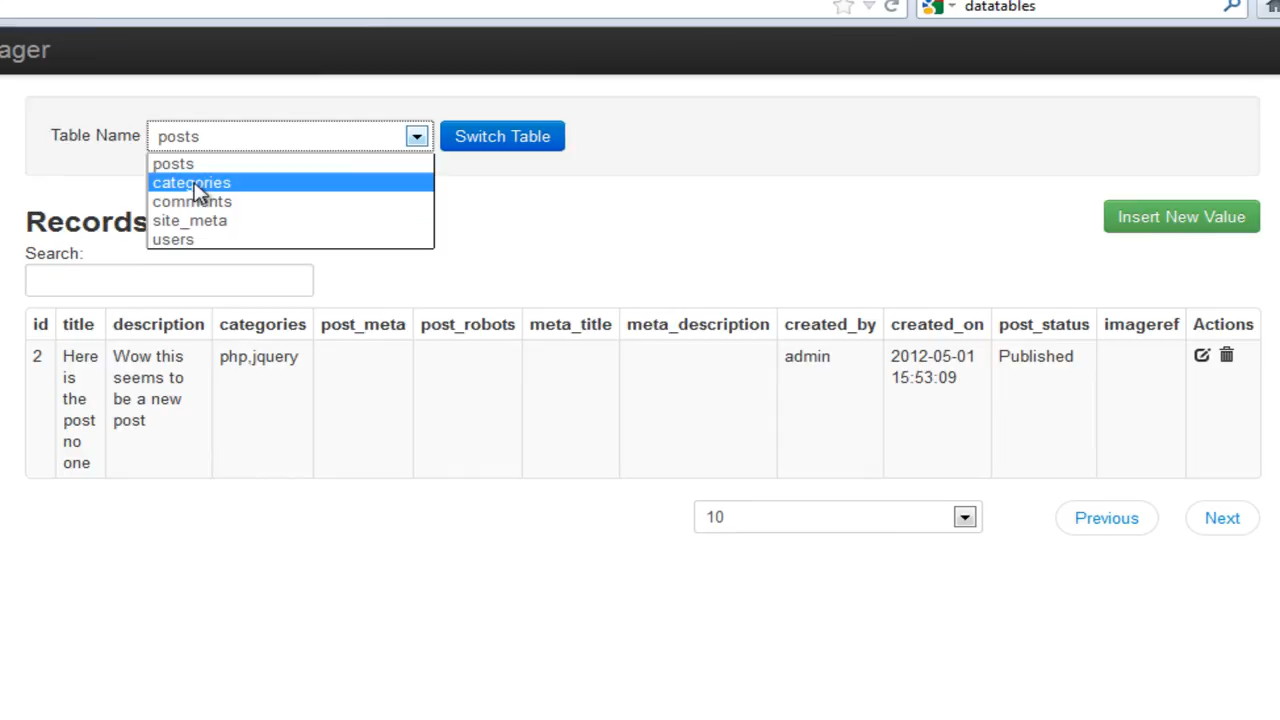 datatables
ager
Table Name posts Switch Table
posts
categories
comments
site_meta
users
Records
Insert New Value
Search:
id title description categories post_meta post_robots meta_title meta_description created_by created_on post_status imageref Actions
2 Here Wow this php,jquery admin 2012-05-01 Published
is seems to 15:53:09
the be a new
post post
no
one
10 Previous Next